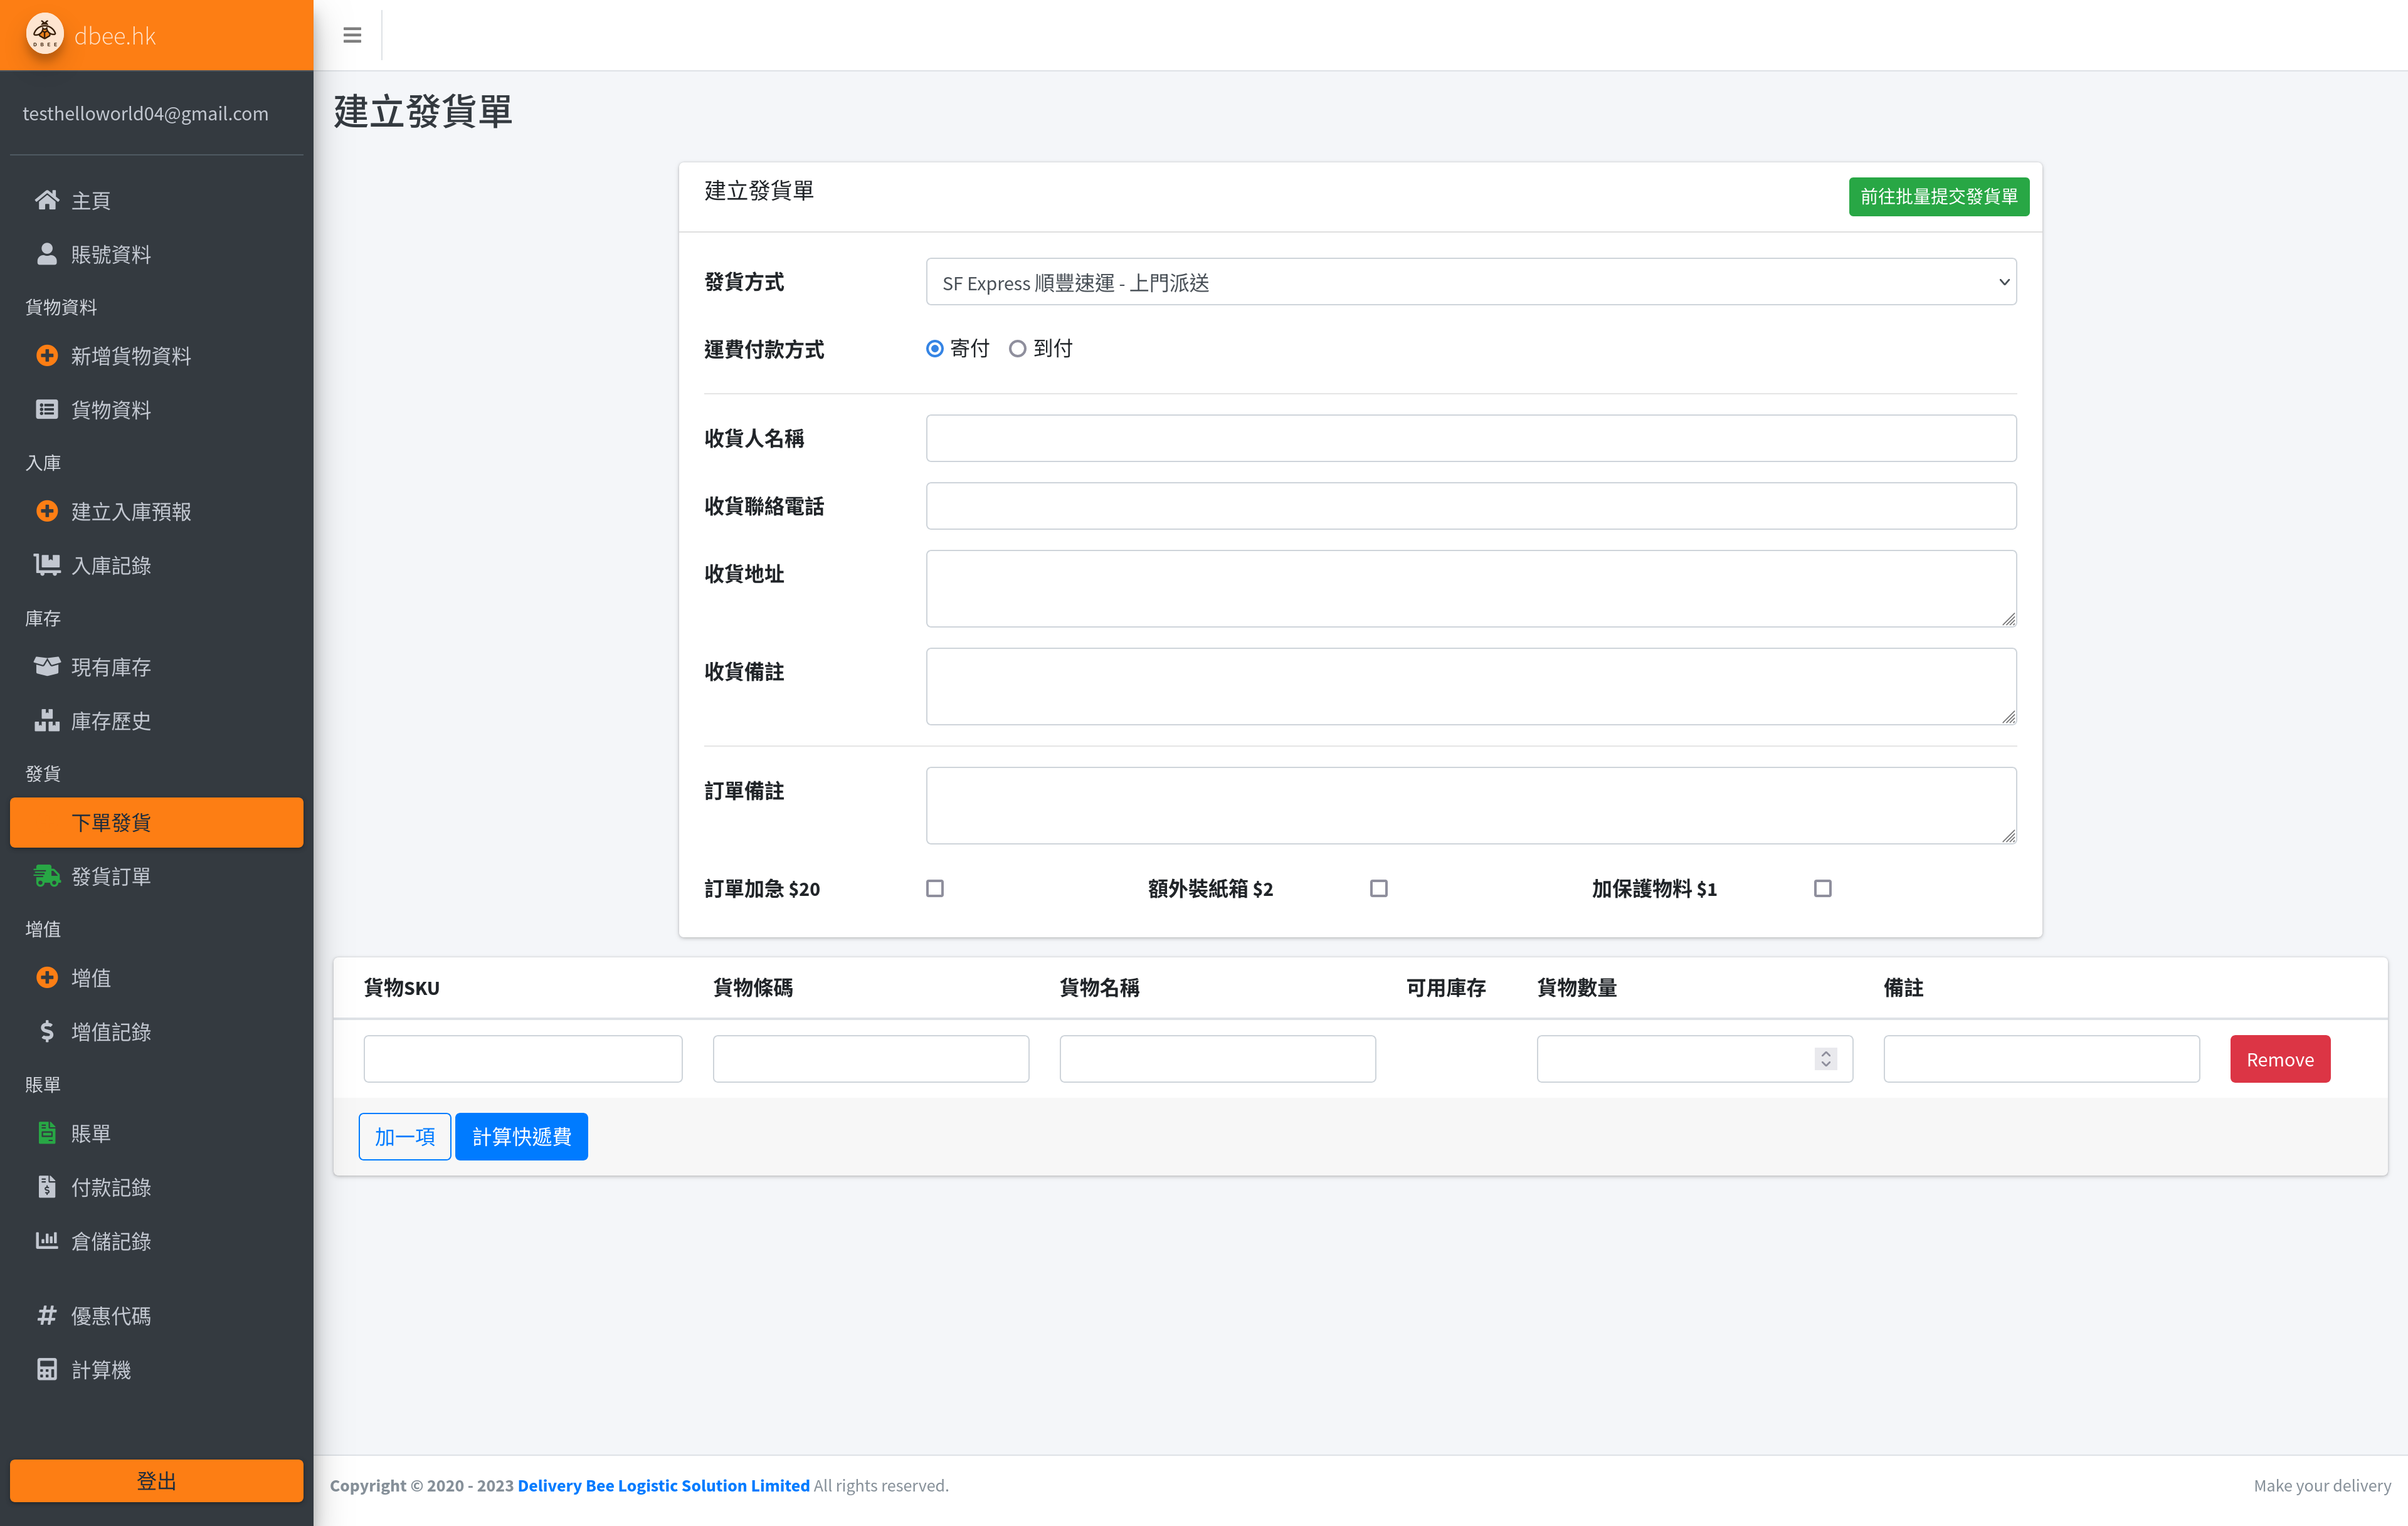 DBEE
dbee.hk
testhelloworld04@gmail.com
主頁
賬號資料
貨物資料
新增貨物資料
貨物資料
入庫
建立入庫預報
入庫記錄
庫存
現有庫存
庫存歷史
發貨
下單發貨
發貨訂單
增值
增值
增值記錄
賬單
賬單
付款記錄
倉儲記錄
優惠代碼
計算機
登出
建立發貨單
建立發貨單
前往批量提交發貨單
發貨方式
SF Express 順豐速運 - 上門派送
運費付款方式
寄付 到付
收貨人名稱
收貨聯絡電話
收貨地址
收貨備註
訂單備註
訂單加急 $20 額外裝紙箱 $2 加保護物料 $1
貨物SKU 貨物條碼 貨物名稱 可用庫存 貨物數量 備註
Remove
加一項 計算快遞費
Copyright © 2020 - 2023 Delivery Bee Logistic Solution Limited All rights reserved.
Make your delivery